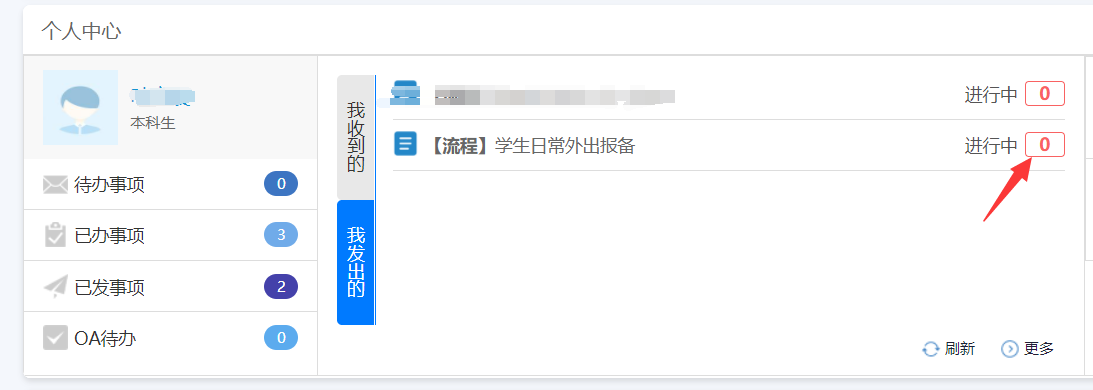 个人中心
本科生
待办事项 0
已办事项 3
已发事项 2
OA待办 0
我收到的
我发出的
进行中 0
【流程】学生日常外出报备 进行中 0
刷新 更多